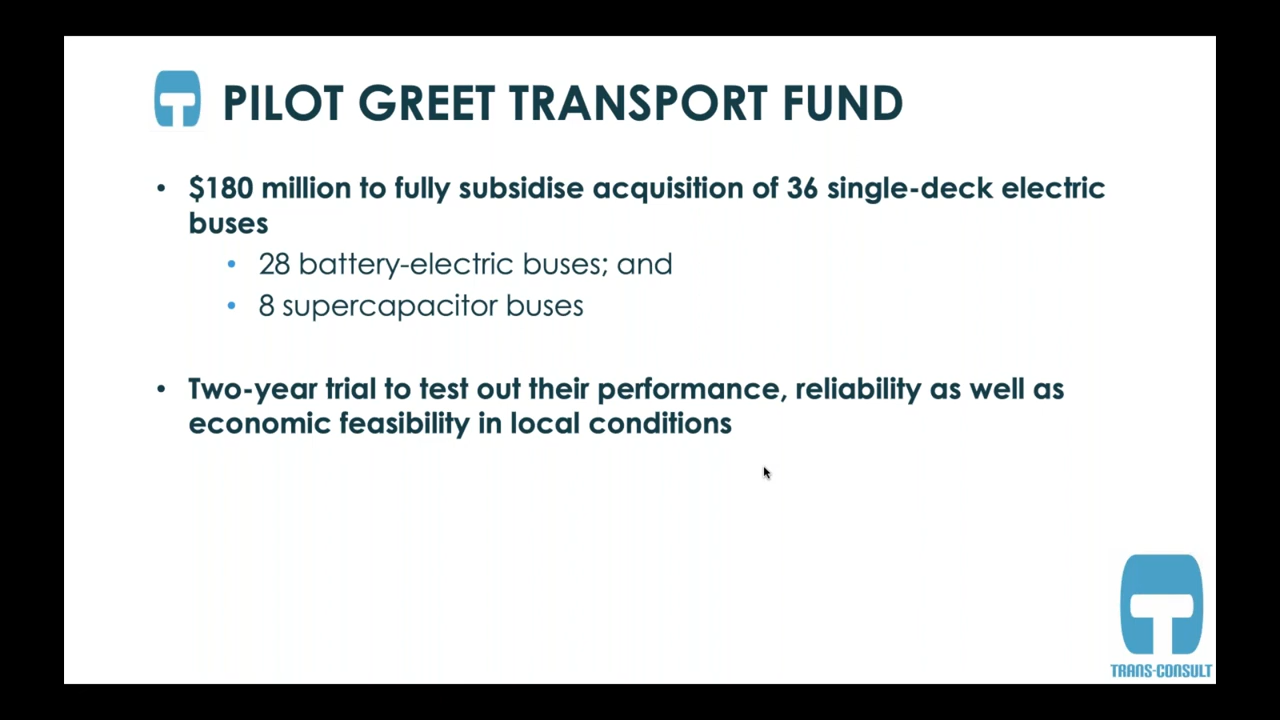 PILOT GREET TRANSPORT FUND
• $180 million to fully subsidise acquisition of 36 single-deck electric
buses
• 28 battery-electric buses; and
• 8 supercapacitor buses
• Two-year trial to test out their performance, reliability as well as
economic feasibility in local conditions
TRANS-CONSULT